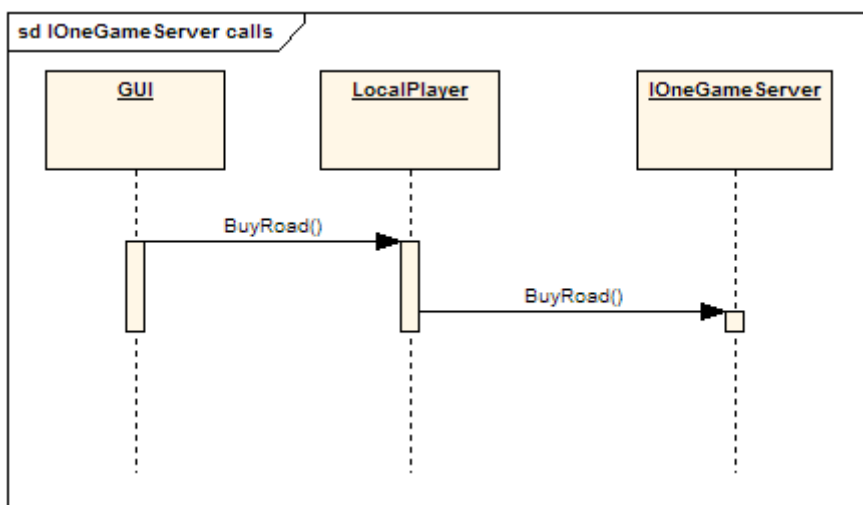 sd IOneGameServer calls
GUI
LocalPlayer
IOneGameServer
BuyRoad()
BuyRoad()